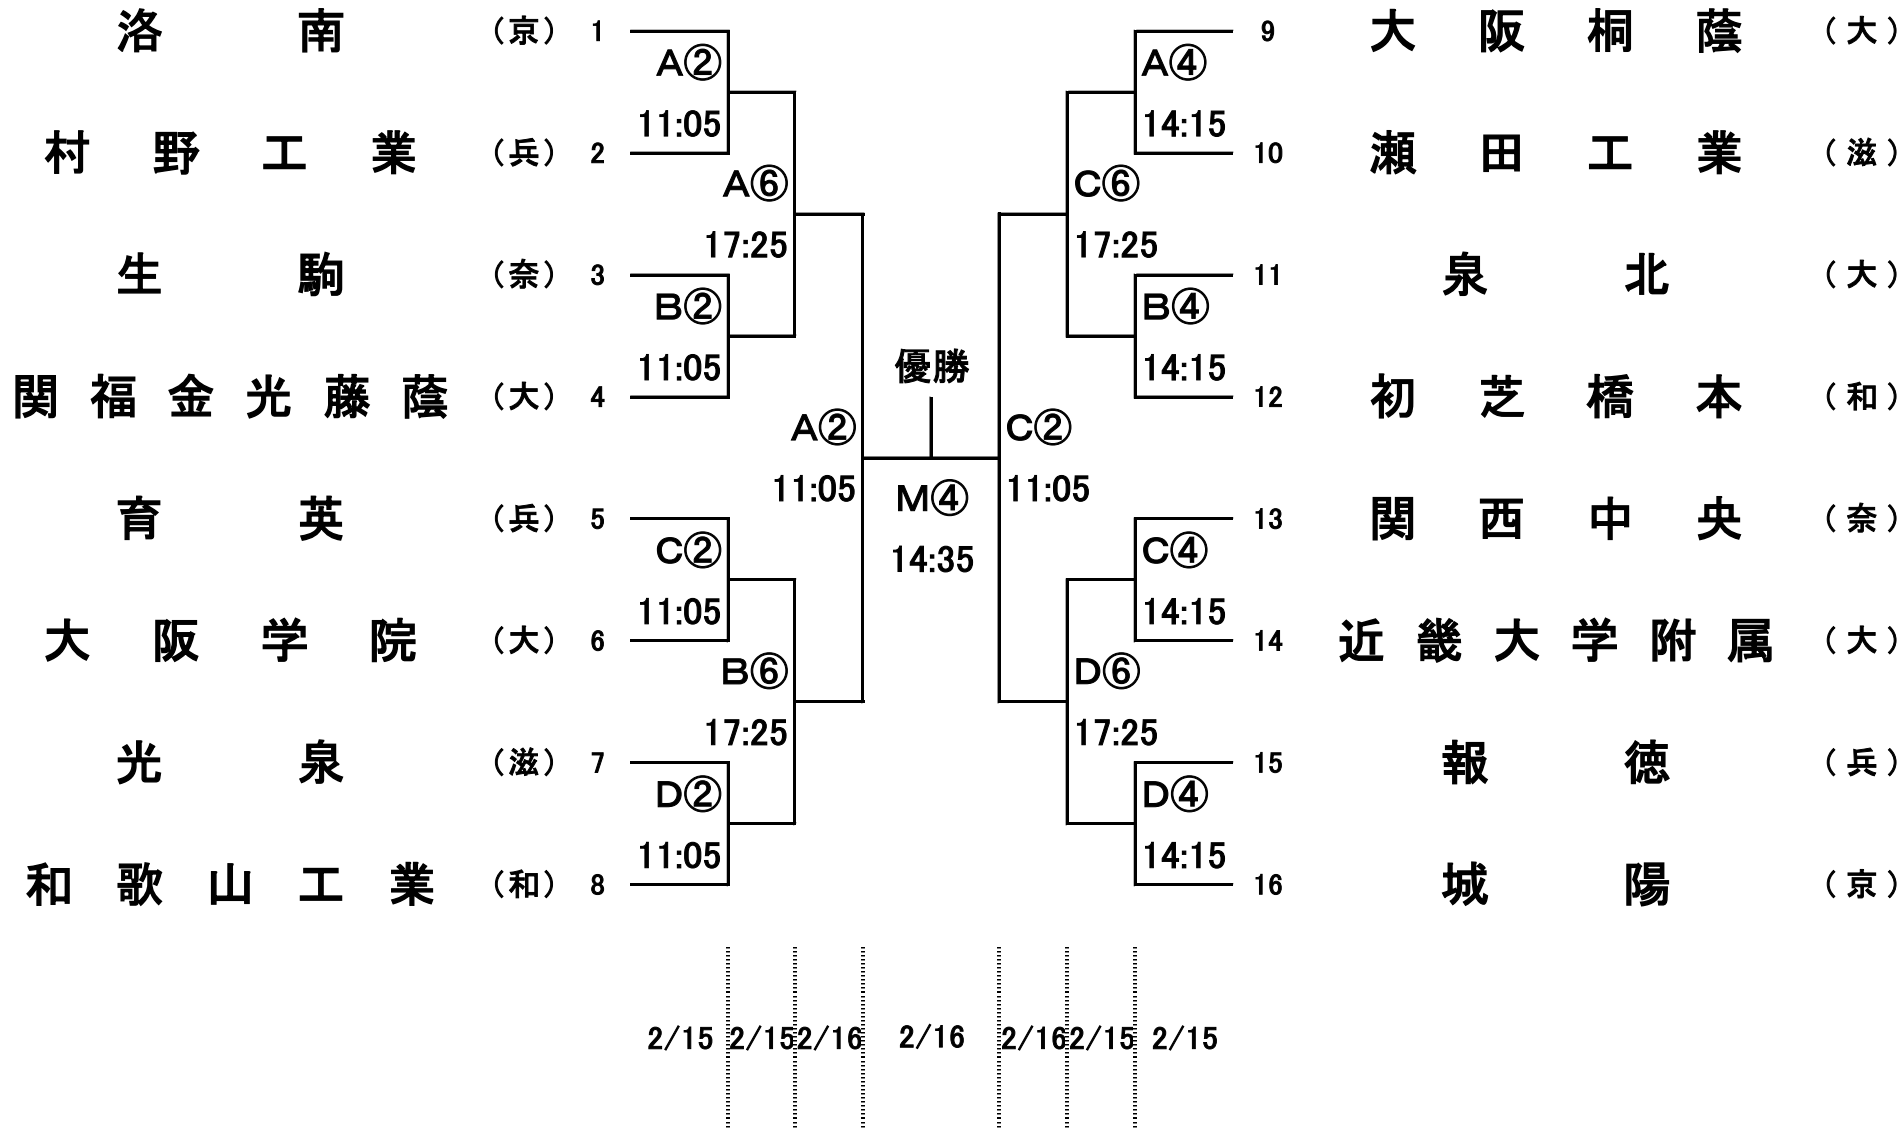 洛南 （京） 1
A②
11:05
村野工業 （兵） 2
A⑥
17:25
生駒 （奈） 3
B②
11:05
関福金光藤蔭 （大） 4
A②
11:05
育英 （兵） 5
C②
11:05
大阪学院 （大） 6
B⑥
17:25
光泉 （滋） 7
D②
11:05
和歌山工業 （和） 8
優勝
M④
14:35
9 大阪桐蔭 （大）
A④
14:15
10 瀬田工業 （滋）
C⑥
17:25
11 泉北 （大）
B④
14:15
12 初芝橋本 （和）
C②
11:05
13 関西中央 （奈）
C④
14:15
14 近畿大学附属 （大）
D⑥
17:25
15 報徳 （兵）
D④
14:15
16 城陽 （京）
2/15 2/15 2/16 2/16 2/16 2/15 2/15